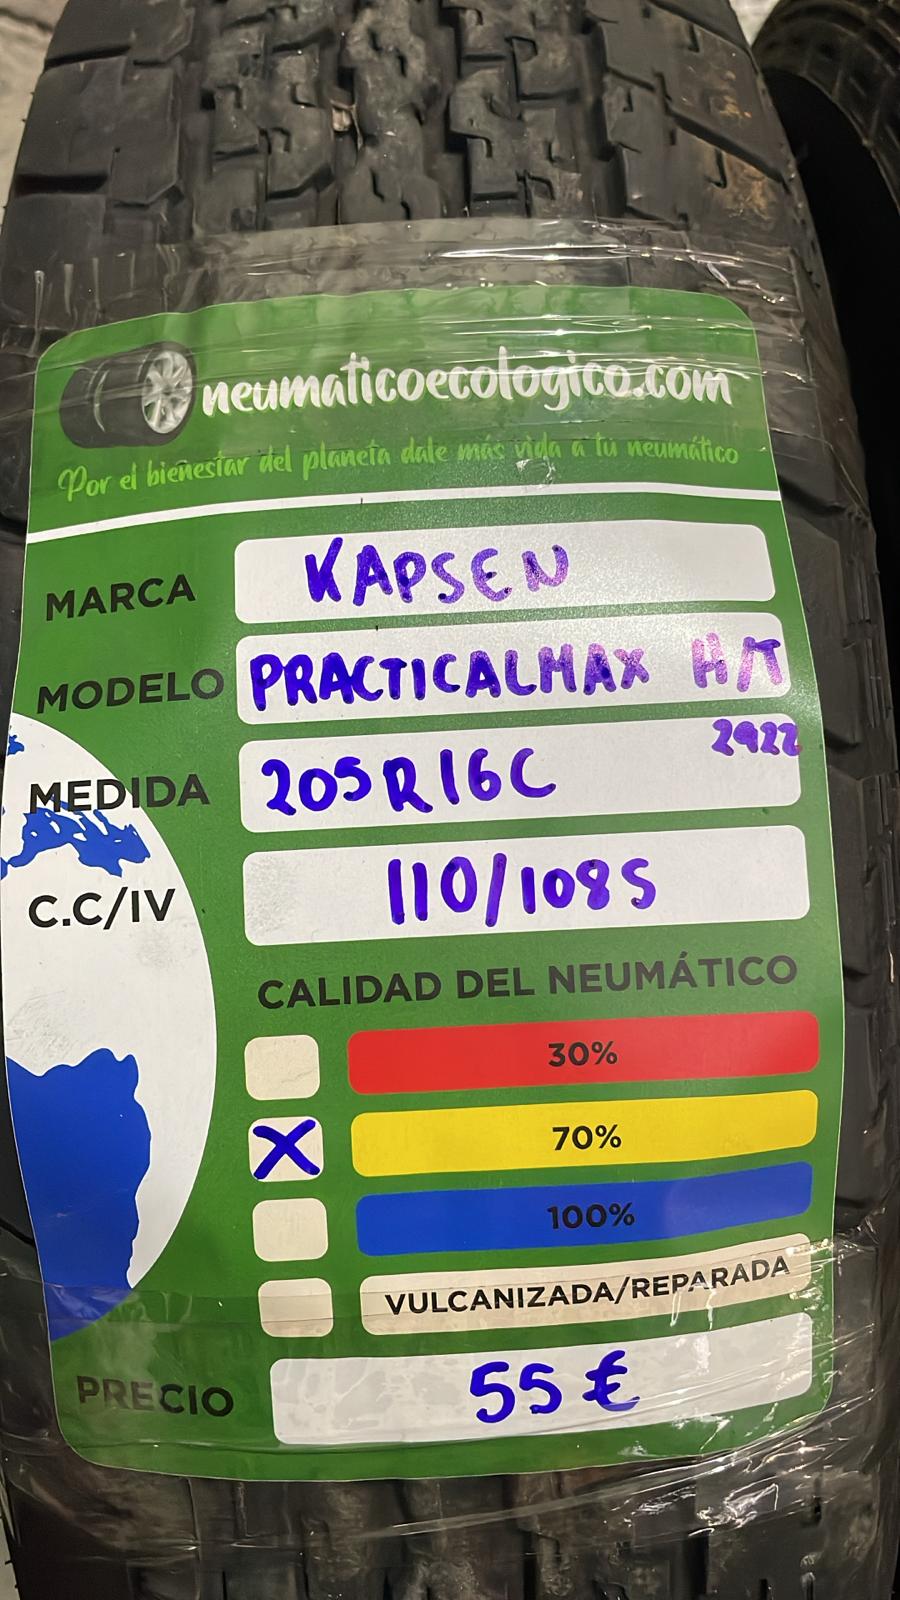 neumaticoecologico.com
Por el bienestar del planeta dale más vida a tu neumático
MARCA KAPSEN
MODELO PRACTICALMAX H/T
2922
MEDIDA 205R16C
C.C/IV 110/108S
CALIDAD DEL NEUMÁTICO
30%
X 70%
100%
VULCANIZADA/REPARADA
PRECIO 55€